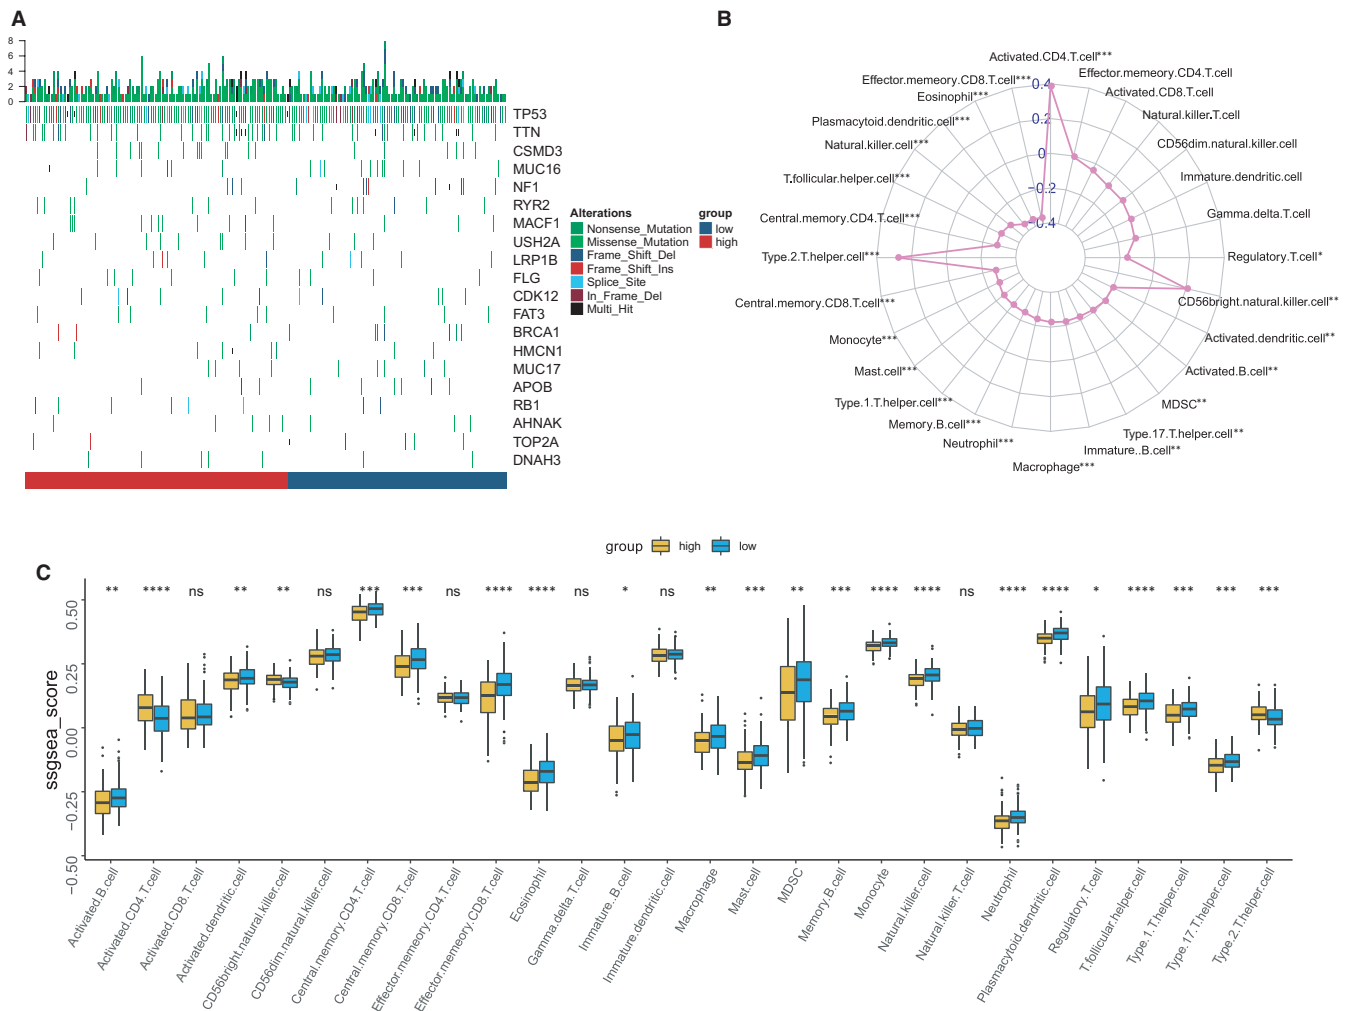 A
8
6
4
2
0
TP53
TTN
CSMD3
MUC16
NF1
RYR2
MACF1
USH2A
LRP1B
FLG
CDK12
FAT3
BRCA1
HMCN1
MUC17
APOB
RB1
AHNAK
TOP2A
DNAH3
Alterations
Nonsense_Mutation
Missense_Mutation
Frame_Shift_Del
Frame_Shift_Ins
Splice_Site
In_Frame_Del
Multi_Hit
group
low
high
B
Activated.CD4.T.cell***
Effector.memeory.CD4.T.cell
Activated.CD8.T.cell
Natural.killer.T.cell
CD56dim.natural.killer.cell
Immature.dendritic.cell
Gamma.delta.T.cell
Regulatory.T.cell*
CD56bright.natural.killer.cell**
Activated.dendritic.cell**
Activated.B.cell**
MDSC**
Type.17.T.helper.cell**
Immature..B.cell**
Macrophage***
Neutrophil***
Memory.B.cell***
Type.1.T.helper.cell***
Mast.cell***
Monocyte***
Central.memory.CD8.T.cell***
Type.2.T.helper.cell***
Central.memory.CD4.T.cell***
T.follicular.helper.cell***
Natural.killer.cell***
Plasmacytoid.dendritic.cell***
Eosinophil***
Effector.memeory.CD8.T.cell***
0.4
0.2
0
−0.2
−0.4
C
group high low
** **** ns ** ** ns *** *** ns **** **** ns * ns ** *** ** *** **** **** ns **** **** * **** *** *** ***
ssgsea_score
0.50
0.25
0.00
−0.25
−0.50
Activated.B.cell
Activated.CD4.T.cell
Activated.CD8.T.cell
Activated.dendritic.cell
CD56bright.natural.killer.cell
CD56dim.natural.killer.cell
Central.memory.CD4.T.cell
Central.memory.CD8.T.cell
Effector.memeory.CD4.T.cell
Effector.memeory.CD8.T.cell
Eosinophil
Gamma.delta.T.cell
Immature..B.cell
Immature.dendritic.cell
Macrophage
Mast.cell
MDSC
Memory.B.cell
Monocyte
Natural.killer.cell
Natural.killer.T.cell
Neutrophil
Plasmacytoid.dendritic.cell
Regulatory.T.cell
T.follicular.helper.cell
Type.1.T.helper.cell
Type.17.T.helper.cell
Type.2.T.helper.cell